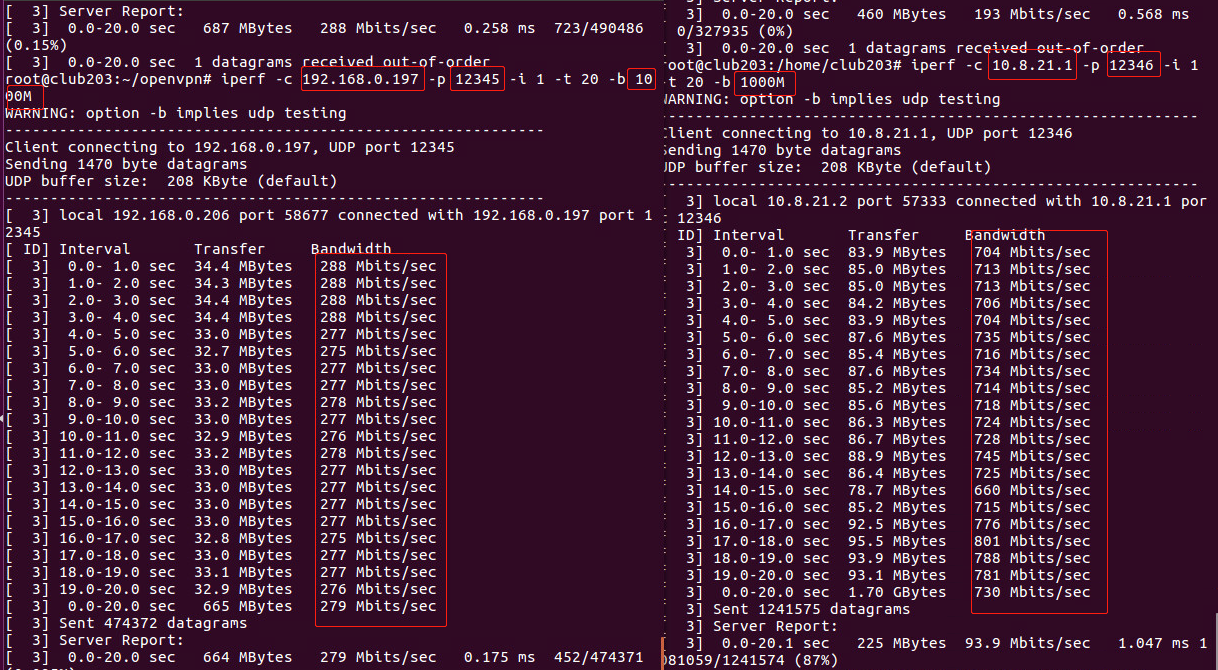 [  3] Server Report:
[  3]  0.0-20.0 sec   687 MBytes   288 Mbits/sec   0.258 ms  723/490486
(0.15%)
[  3]  0.0-20.0 sec  1 datagrams received out-of-order
root@club203:~/openvpn# iperf -c 192.168.0.197 -p 12345 -i 1 -t 20 -b 10
00M
WARNING: option -b implies udp testing
------------------------------------------------------------
Client connecting to 192.168.0.197, UDP port 12345
Sending 1470 byte datagrams
UDP buffer size:  208 KByte (default)
------------------------------------------------------------
[  3] local 192.168.0.206 port 58677 connected with 192.168.0.197 port 1
2345
[ ID] Interval       Transfer     Bandwidth
[  3]  0.0- 1.0 sec  34.4 MBytes   288 Mbits/sec
[  3]  1.0- 2.0 sec  34.3 MBytes   288 Mbits/sec
[  3]  2.0- 3.0 sec  34.4 MBytes   288 Mbits/sec
[  3]  3.0- 4.0 sec  34.4 MBytes   288 Mbits/sec
[  3]  4.0- 5.0 sec  33.0 MBytes   277 Mbits/sec
[  3]  5.0- 6.0 sec  32.7 MBytes   275 Mbits/sec
[  3]  6.0- 7.0 sec  33.0 MBytes   277 Mbits/sec
[  3]  7.0- 8.0 sec  33.0 MBytes   277 Mbits/sec
[  3]  8.0- 9.0 sec  33.2 MBytes   278 Mbits/sec
[  3]  9.0-10.0 sec  33.0 MBytes   277 Mbits/sec
[  3] 10.0-11.0 sec  32.9 MBytes   276 Mbits/sec
[  3] 11.0-12.0 sec  33.2 MBytes   278 Mbits/sec
[  3] 12.0-13.0 sec  33.0 MBytes   277 Mbits/sec
[  3] 13.0-14.0 sec  33.0 MBytes   277 Mbits/sec
[  3] 14.0-15.0 sec  33.0 MBytes   277 Mbits/sec
[  3] 15.0-16.0 sec  33.0 MBytes   277 Mbits/sec
[  3] 16.0-17.0 sec  32.8 MBytes   275 Mbits/sec
[  3] 17.0-18.0 sec  33.0 MBytes   277 Mbits/sec
[  3] 18.0-19.0 sec  33.1 MBytes   277 Mbits/sec
[  3] 19.0-20.0 sec  32.9 MBytes   276 Mbits/sec
[  3]  0.0-20.0 sec   665 MBytes   279 Mbits/sec
[  3] Sent 474372 datagrams
[  3] Server Report:
[  3]  0.0-20.0 sec   664 MBytes   279 Mbits/sec   0.175 ms  452/474371
3]  0.0-20.0 sec   460 MBytes   193 Mbits/sec   0.568 ms
0/327935 (0%)
3]  0.0-20.0 sec  1 datagrams received out-of-order
root@club203:/home/club203# iperf -c 10.8.21.1 -p 12346 -i 1
-t 20 -b 1000M
WARNING: option -b implies udp testing
------------------------------------------------------------
Client connecting to 10.8.21.1, UDP port 12346
Sending 1470 byte datagrams
UDP buffer size:  208 KByte (default)
------------------------------------------------------------
3] local 10.8.21.2 port 57333 connected with 10.8.21.1 por
t 12346
ID] Interval       Transfer     Bandwidth
3]  0.0- 1.0 sec  83.9 MBytes   704 Mbits/sec
3]  1.0- 2.0 sec  85.0 MBytes   713 Mbits/sec
3]  2.0- 3.0 sec  85.0 MBytes   713 Mbits/sec
3]  3.0- 4.0 sec  84.2 MBytes   706 Mbits/sec
3]  4.0- 5.0 sec  83.9 MBytes   704 Mbits/sec
3]  5.0- 6.0 sec  87.6 MBytes   735 Mbits/sec
3]  6.0- 7.0 sec  85.4 MBytes   716 Mbits/sec
3]  7.0- 8.0 sec  87.6 MBytes   734 Mbits/sec
3]  8.0- 9.0 sec  85.2 MBytes   714 Mbits/sec
3]  9.0-10.0 sec  85.6 MBytes   718 Mbits/sec
3] 10.0-11.0 sec  86.3 MBytes   724 Mbits/sec
3] 11.0-12.0 sec  86.7 MBytes   728 Mbits/sec
3] 12.0-13.0 sec  88.9 MBytes   745 Mbits/sec
3] 13.0-14.0 sec  86.4 MBytes   725 Mbits/sec
3] 14.0-15.0 sec  78.7 MBytes   660 Mbits/sec
3] 15.0-16.0 sec  85.2 MBytes   715 Mbits/sec
3] 16.0-17.0 sec  92.5 MBytes   776 Mbits/sec
3] 17.0-18.0 sec  95.5 MBytes   801 Mbits/sec
3] 18.0-19.0 sec  93.9 MBytes   788 Mbits/sec
3] 19.0-20.0 sec  93.1 MBytes   781 Mbits/sec
3]  0.0-20.0 sec  1.70 GBytes   730 Mbits/sec
3] Sent 1241575 datagrams
3] Server Report:
3]  0.0-20.1 sec   225 MBytes  93.9 Mbits/sec   1.047 ms 1
081059/1241574 (87%)